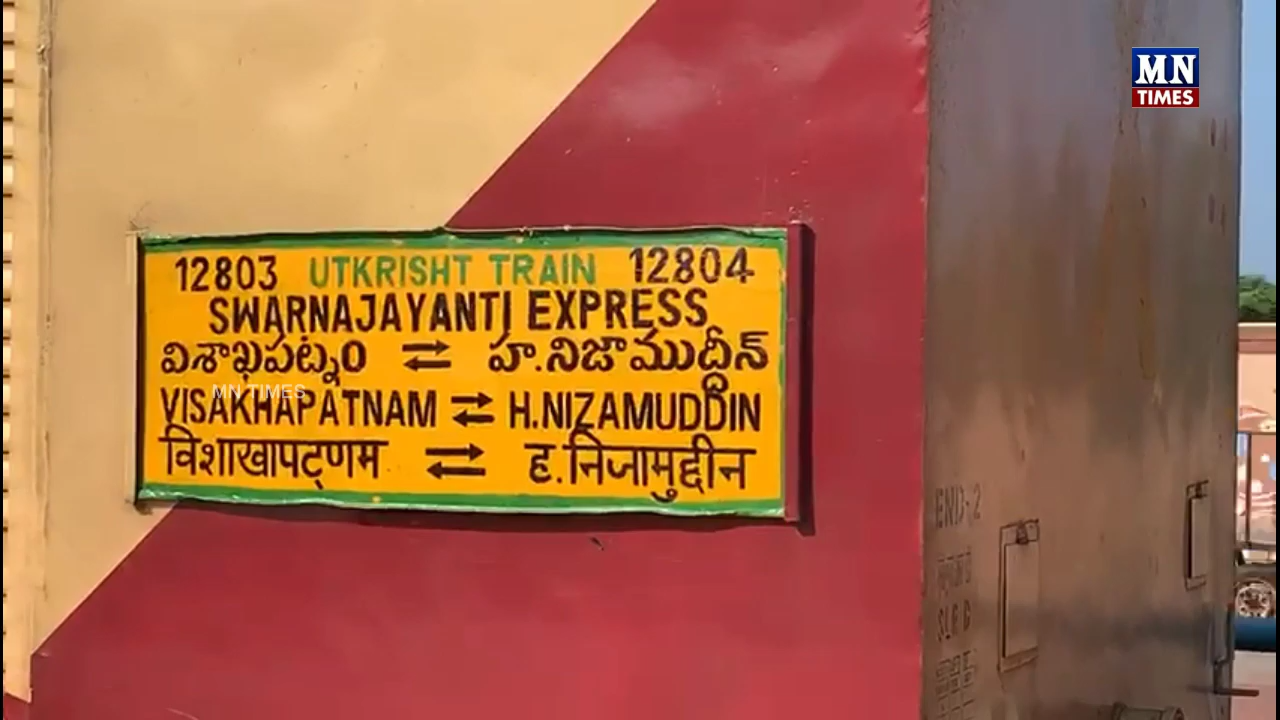 MN
TIMES
12803 UTKRISHT TRAIN 12804
SWARNAJAYANTI EXPRESS
విశాఖపట్నం ⇄ హ.నిజాముద్దీన్
MN TIMES
VISAKHAPATNAM ⇄ H.NIZAMUDDIN
विशाखापट्णम ⇄ ह.निजामुद्दीन
END-2